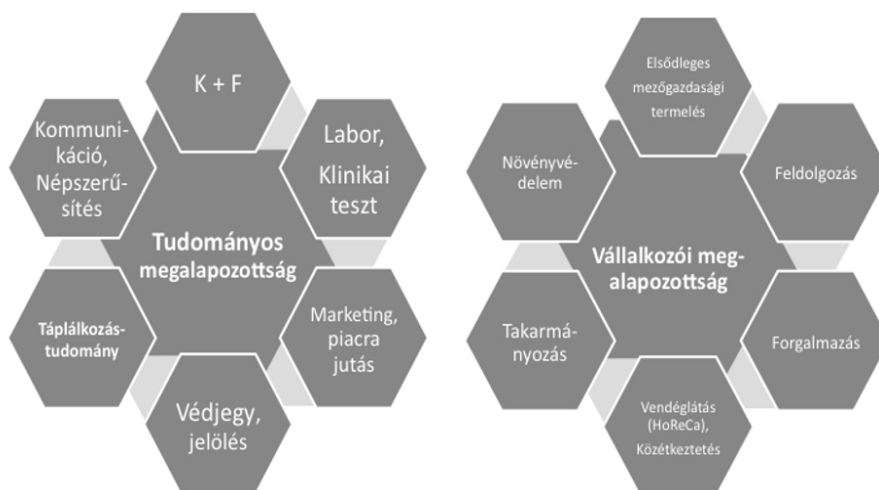 K + F
Labor,
Klinikai
teszt
Marketing,
piacra
jutás
Védjegy,
jelölés
Táplálkozás-
tudomány
Kommuni-
káció,
Népszerű-
sítés
Tudományos
megalapozottság
Elsődleges
mezőgazdasági
termelés
Feldolgozás
Forgalmazás
Vendéglátás
(HoReCa),
Közétkeztetés
Takarmá-
nyozás
Növényvé-
delem
Vállalkozói meg-
alapozottság